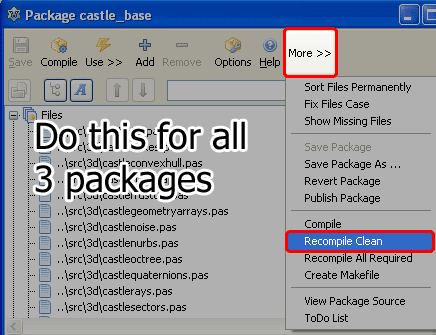 Package castle_base
Save Compile Use >> Add Remove Options Help More >>
Sort Files Permanently
Fix Files Case
Show Missing Files
Save Package
Save Package As ...
Revert Package
Publish Package
Compile
Recompile Clean
Recompile All Required
Create Makefile
View Package Source
ToDo List
Files
Do this for all
3 packages
..\src\3d\castleconvexhull.pas
..\src\3d\castlegeometryarrays.pas
..\src\3d\castlenoise.pas
..\src\3d\castlenurbs.pas
..\src\3d\castleoctree.pas
..\src\3d\castlequaternions.pas
..\src\3d\castlerays.pas
..\src\3d\castlesectors.pas